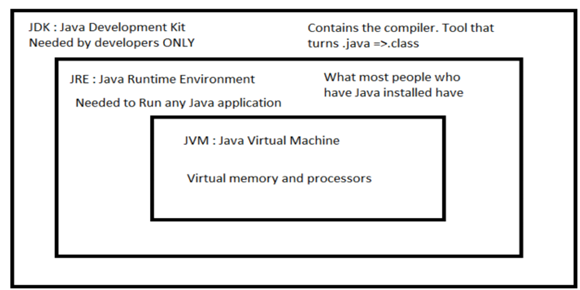 JDK : Java Development Kit
Needed by developers ONLY
Contains the compiler. Tool that
turns .java =>.class
JRE : Java Runtime Environment
Needed to Run any Java application
What most people who
have Java installed have
JVM : Java Virtual Machine
Virtual memory and processors